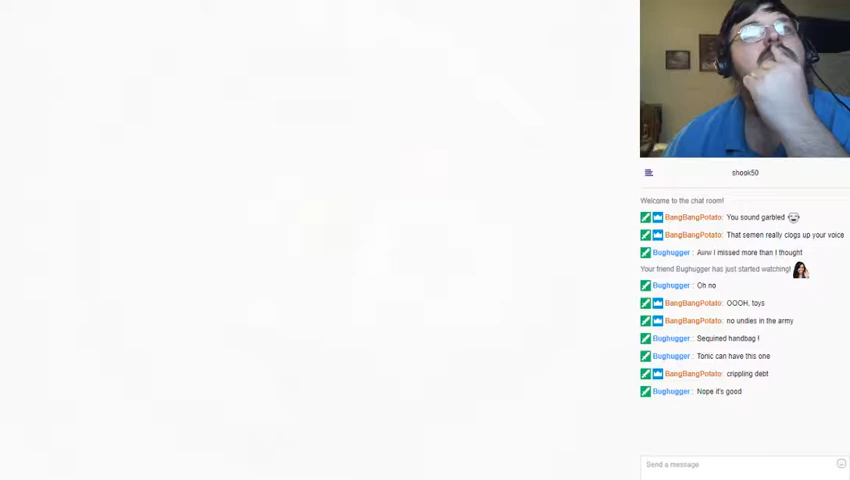 shook50
Welcome to the chat room!
BangBangPotato: You sound garbled
BangBangPotato: That semen really clogs up your voice
Bughugger : Aww I missed more than I thought
Your friend Bughugger has just started watching!
Bughugger : Oh no
BangBangPotato: OOOH, toys
BangBangPotato: no undies in the army
Bughugger : Sequined handbag !
Bughugger : Tonic can have this one
BangBangPotato: crippling debt
Bughugger : Nope it's good
Send a message